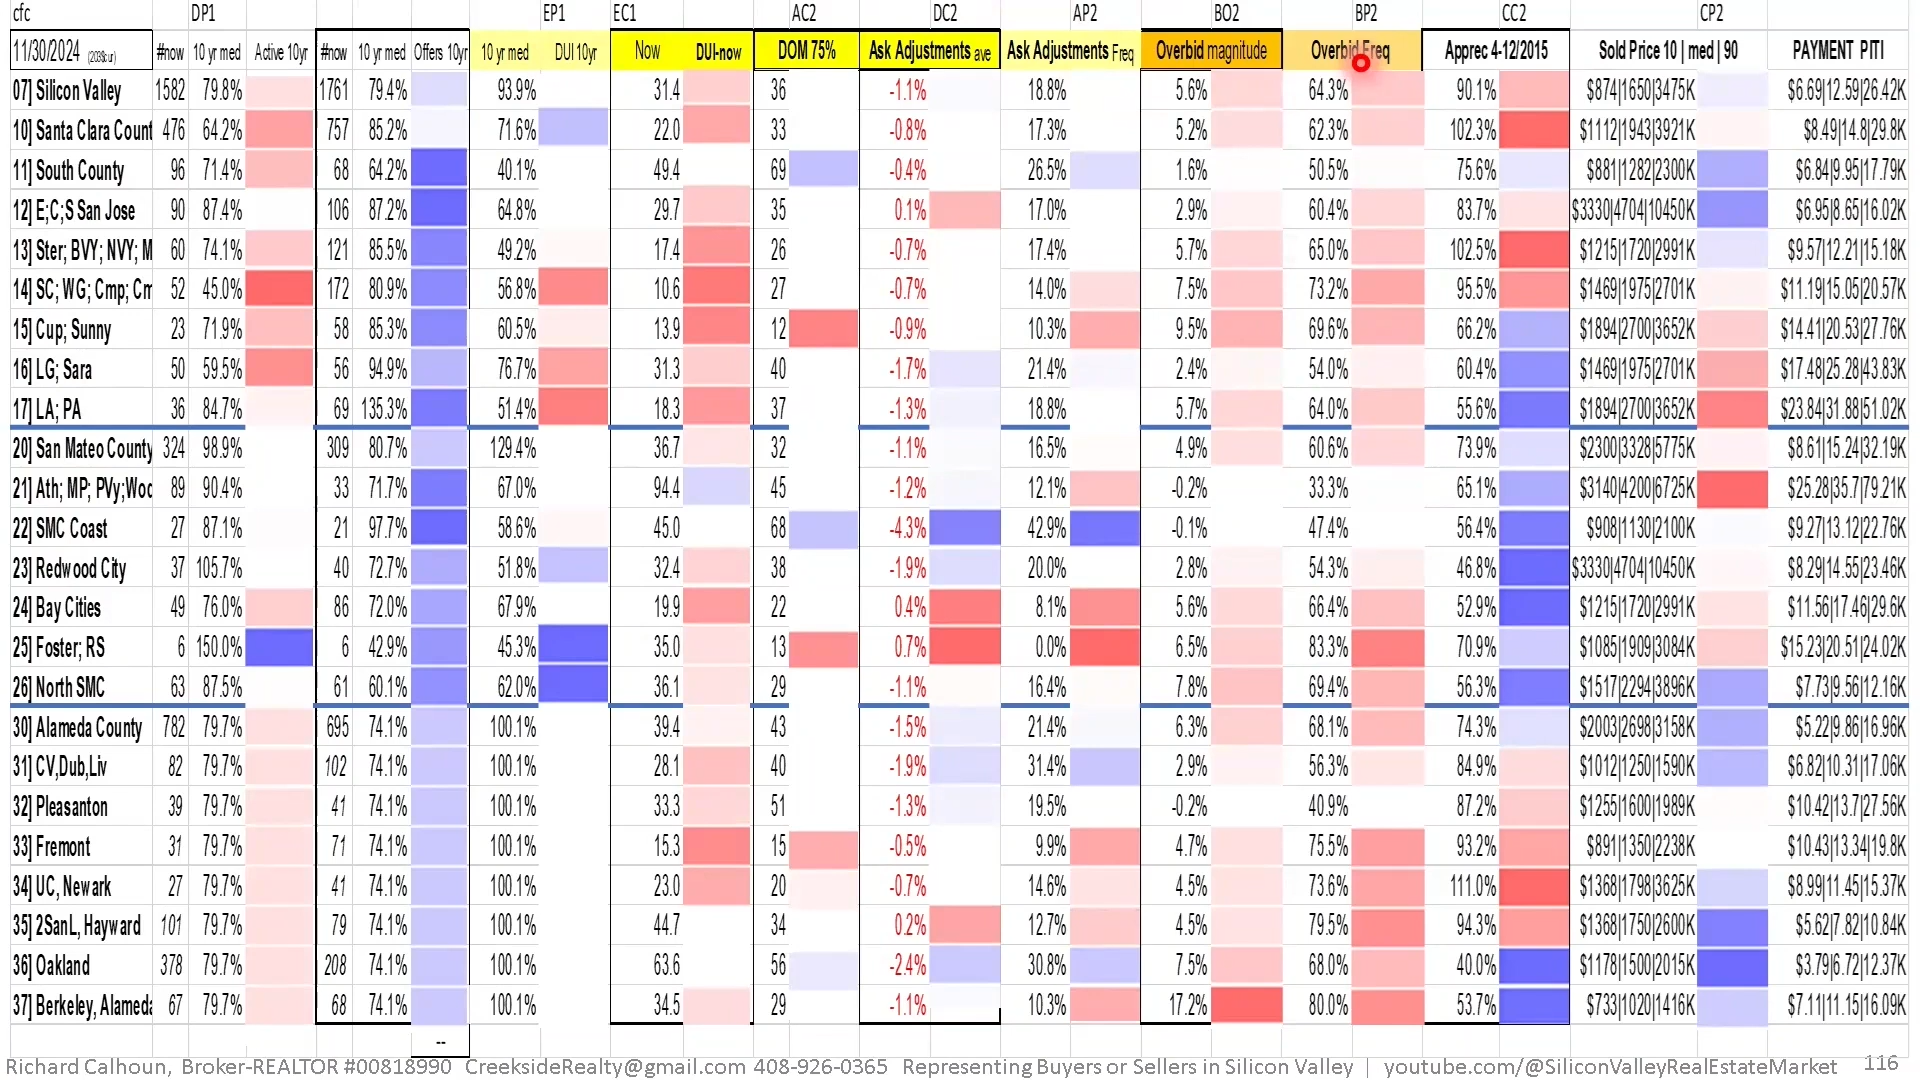 cfc DP1 EP1 EC1 AC2 DC2 AP2 BO2 BP2 CC2 CP2
11/30/2024 #now 10 yr med Active 10yr #now 10 yr med Offers 10yr 10 yr med DUI 10yr Now DUI-now DOM 75% Ask Adjustments ave Ask Adjustments Freq Overbid magnitude Overbid Freq Apprec 4-12/2015 Sold Price 10 | med | 90 PAYMENT PITI
07] Silicon Valley 1582 79.8% 1761 79.4% 93.9% 31.4 36 -1.1% 18.8% 5.6% 64.3% 90.1% $874|1650|3475K $6.69|12.59|26.42K
10] Santa Clara Count 476 64.2% 757 85.2% 71.6% 22.0 33 -0.8% 17.3% 5.2% 62.3% 102.3% $1112|1943|3921K $8.49|14.8|29.8K
11] South County 96 71.4% 68 64.2% 40.1% 49.4 69 -0.4% 26.5% 1.6% 50.5% 75.6% $881|1282|2300K $6.84|9.95|17.79K
12] E;C;S San Jose 90 87.4% 106 87.2% 64.8% 29.7 35 0.1% 17.0% 2.9% 60.4% 83.7% $3330|4704|10450K $6.95|8.65|16.02K
13] Ster; BVY; NVY; M 60 74.1% 121 85.5% 49.2% 17.4 26 -0.7% 17.4% 5.7% 65.0% 102.5% $1215|1720|2991K $9.57|12.21|15.18K
14] SC; WG; Cmp; Cm 52 45.0% 172 80.9% 56.8% 10.6 27 -0.7% 14.0% 7.5% 73.2% 95.5% $1469|1975|2701K $11.19|15.05|20.57K
15] Cup; Sunny 23 71.9% 58 85.3% 60.5% 13.9 12 -0.9% 10.3% 9.5% 69.6% 66.2% $1894|2700|3652K $14.41|20.53|27.76K
16] LG; Sara 50 59.5% 56 94.9% 76.7% 31.3 40 -1.7% 21.4% 2.4% 54.0% 60.4% $1469|1975|2701K $17.48|25.28|43.83K
17] LA; PA 36 84.7% 69 135.3% 51.4% 18.3 37 -1.3% 18.8% 5.7% 64.0% 55.6% $1894|2700|3652K $23.84|31.88|51.02K
20] San Mateo County 324 98.9% 309 80.7% 129.4% 36.7 32 -1.1% 16.5% 4.9% 60.6% 73.9% $2300|3328|5775K $8.61|15.24|32.19K
21] Ath; MP; PVy;Woo 89 90.4% 33 71.7% 67.0% 94.4 45 -1.2% 12.1% -0.2% 33.3% 65.1% $3140|4200|6725K $25.28|35.7|79.21K
22] SMC Coast 27 87.1% 21 97.7% 58.6% 45.0 68 -4.3% 42.9% -0.1% 47.4% 56.4% $908|1130|2100K $9.27|13.12|22.76K
23] Redwood City 37 105.7% 40 72.7% 51.8% 32.4 38 -1.9% 20.0% 2.8% 54.3% 46.8% $3330|4704|10450K $8.29|14.55|23.46K
24] Bay Cities 49 76.0% 86 72.0% 67.9% 19.9 22 0.4% 8.1% 5.6% 66.4% 52.9% $1215|1720|2991K $11.56|17.46|29.6K
25] Foster; RS 6 150.0% 6 42.9% 45.3% 35.0 13 0.7% 0.0% 6.5% 83.3% 70.9% $1085|1909|3084K $15.23|20.51|24.02K
26] North SMC 63 87.5% 61 60.1% 62.0% 36.1 29 -1.1% 16.4% 7.8% 69.4% 56.3% $1517|2294|3896K $7.73|9.56|12.16K
30] Alameda County 782 79.7% 695 74.1% 100.1% 39.4 43 -1.5% 21.4% 6.3% 68.1% 74.3% $2003|2698|3158K $5.22|9.86|16.96K
31] CV,Dub,Liv 82 79.7% 102 74.1% 100.1% 28.1 40 -1.9% 31.4% 2.9% 56.3% 84.9% $1012|1250|1590K $6.82|10.31|17.06K
32] Pleasanton 39 79.7% 41 74.1% 100.1% 33.3 51 -1.3% 19.5% -0.2% 40.9% 87.2% $1255|1600|1989K $10.42|13.7|27.56K
33] Fremont 31 79.7% 71 74.1% 100.1% 15.3 15 -0.5% 9.9% 4.7% 75.5% 93.2% $891|1350|2238K $10.43|13.34|19.8K
34] UC, Newark 27 79.7% 41 74.1% 100.1% 23.0 20 -0.7% 14.6% 4.5% 73.6% 111.0% $1368|1798|3625K $8.99|11.45|15.37K
35] 2SanL, Hayward 101 79.7% 79 74.1% 100.1% 44.7 34 0.2% 12.7% 4.5% 79.5% 94.3% $1368|1750|2600K $5.62|7.82|10.84K
36] Oakland 378 79.7% 208 74.1% 100.1% 63.6 56 -2.4% 30.8% 7.5% 68.0% 40.0% $1178|1500|2015K $3.79|6.72|12.37K
37] Berkeley, Alameda 67 79.7% 68 74.1% 100.1% 34.5 29 -1.1% 10.3% 17.2% 80.0% 53.7% $733|1020|1416K $7.11|11.15|16.09K
--
Richard Calhoun, Broker-REALTOR #00818990 CreeksideRealty@gmail.com 408-926-0365 Representing Buyers or Sellers in Silicon Valley | youtube.com/@SiliconValleyRealEstateMarket 116